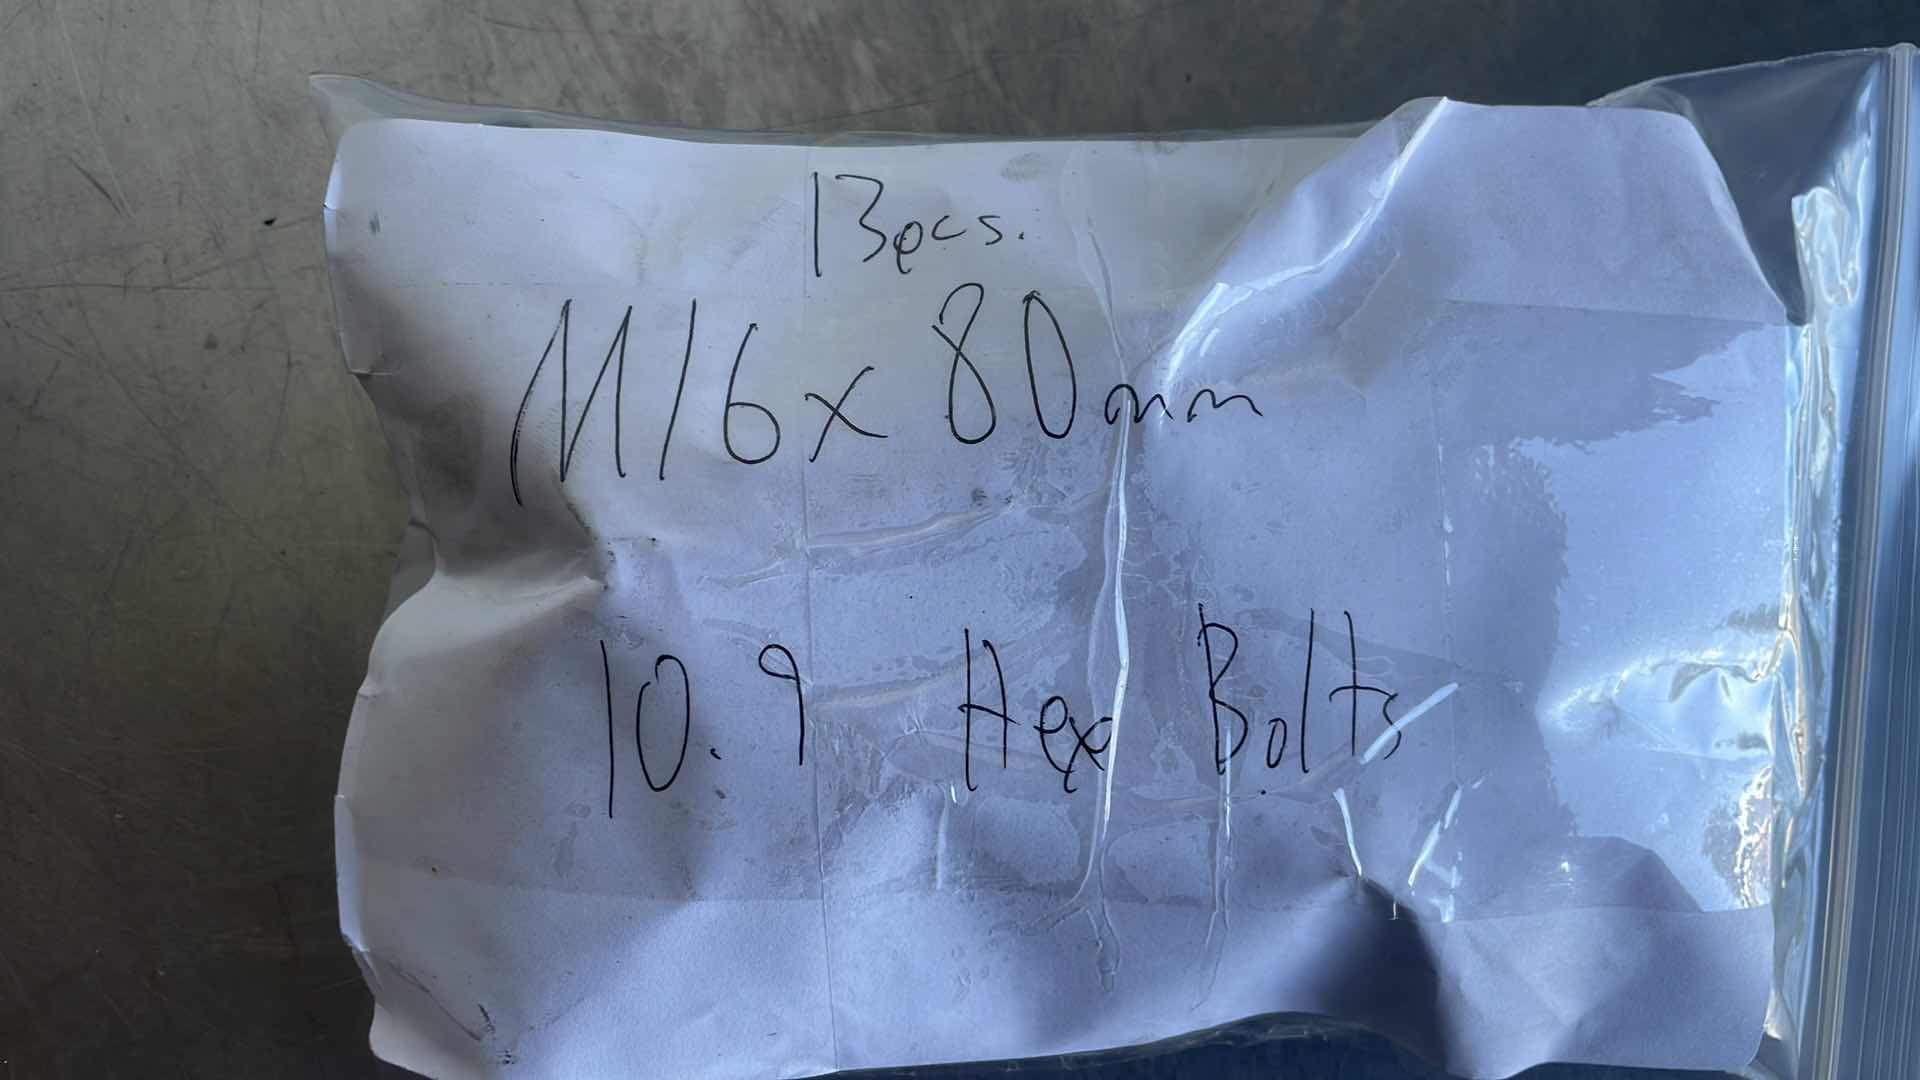 13pcs.
M16x80mm
10.9 Hex Bolts